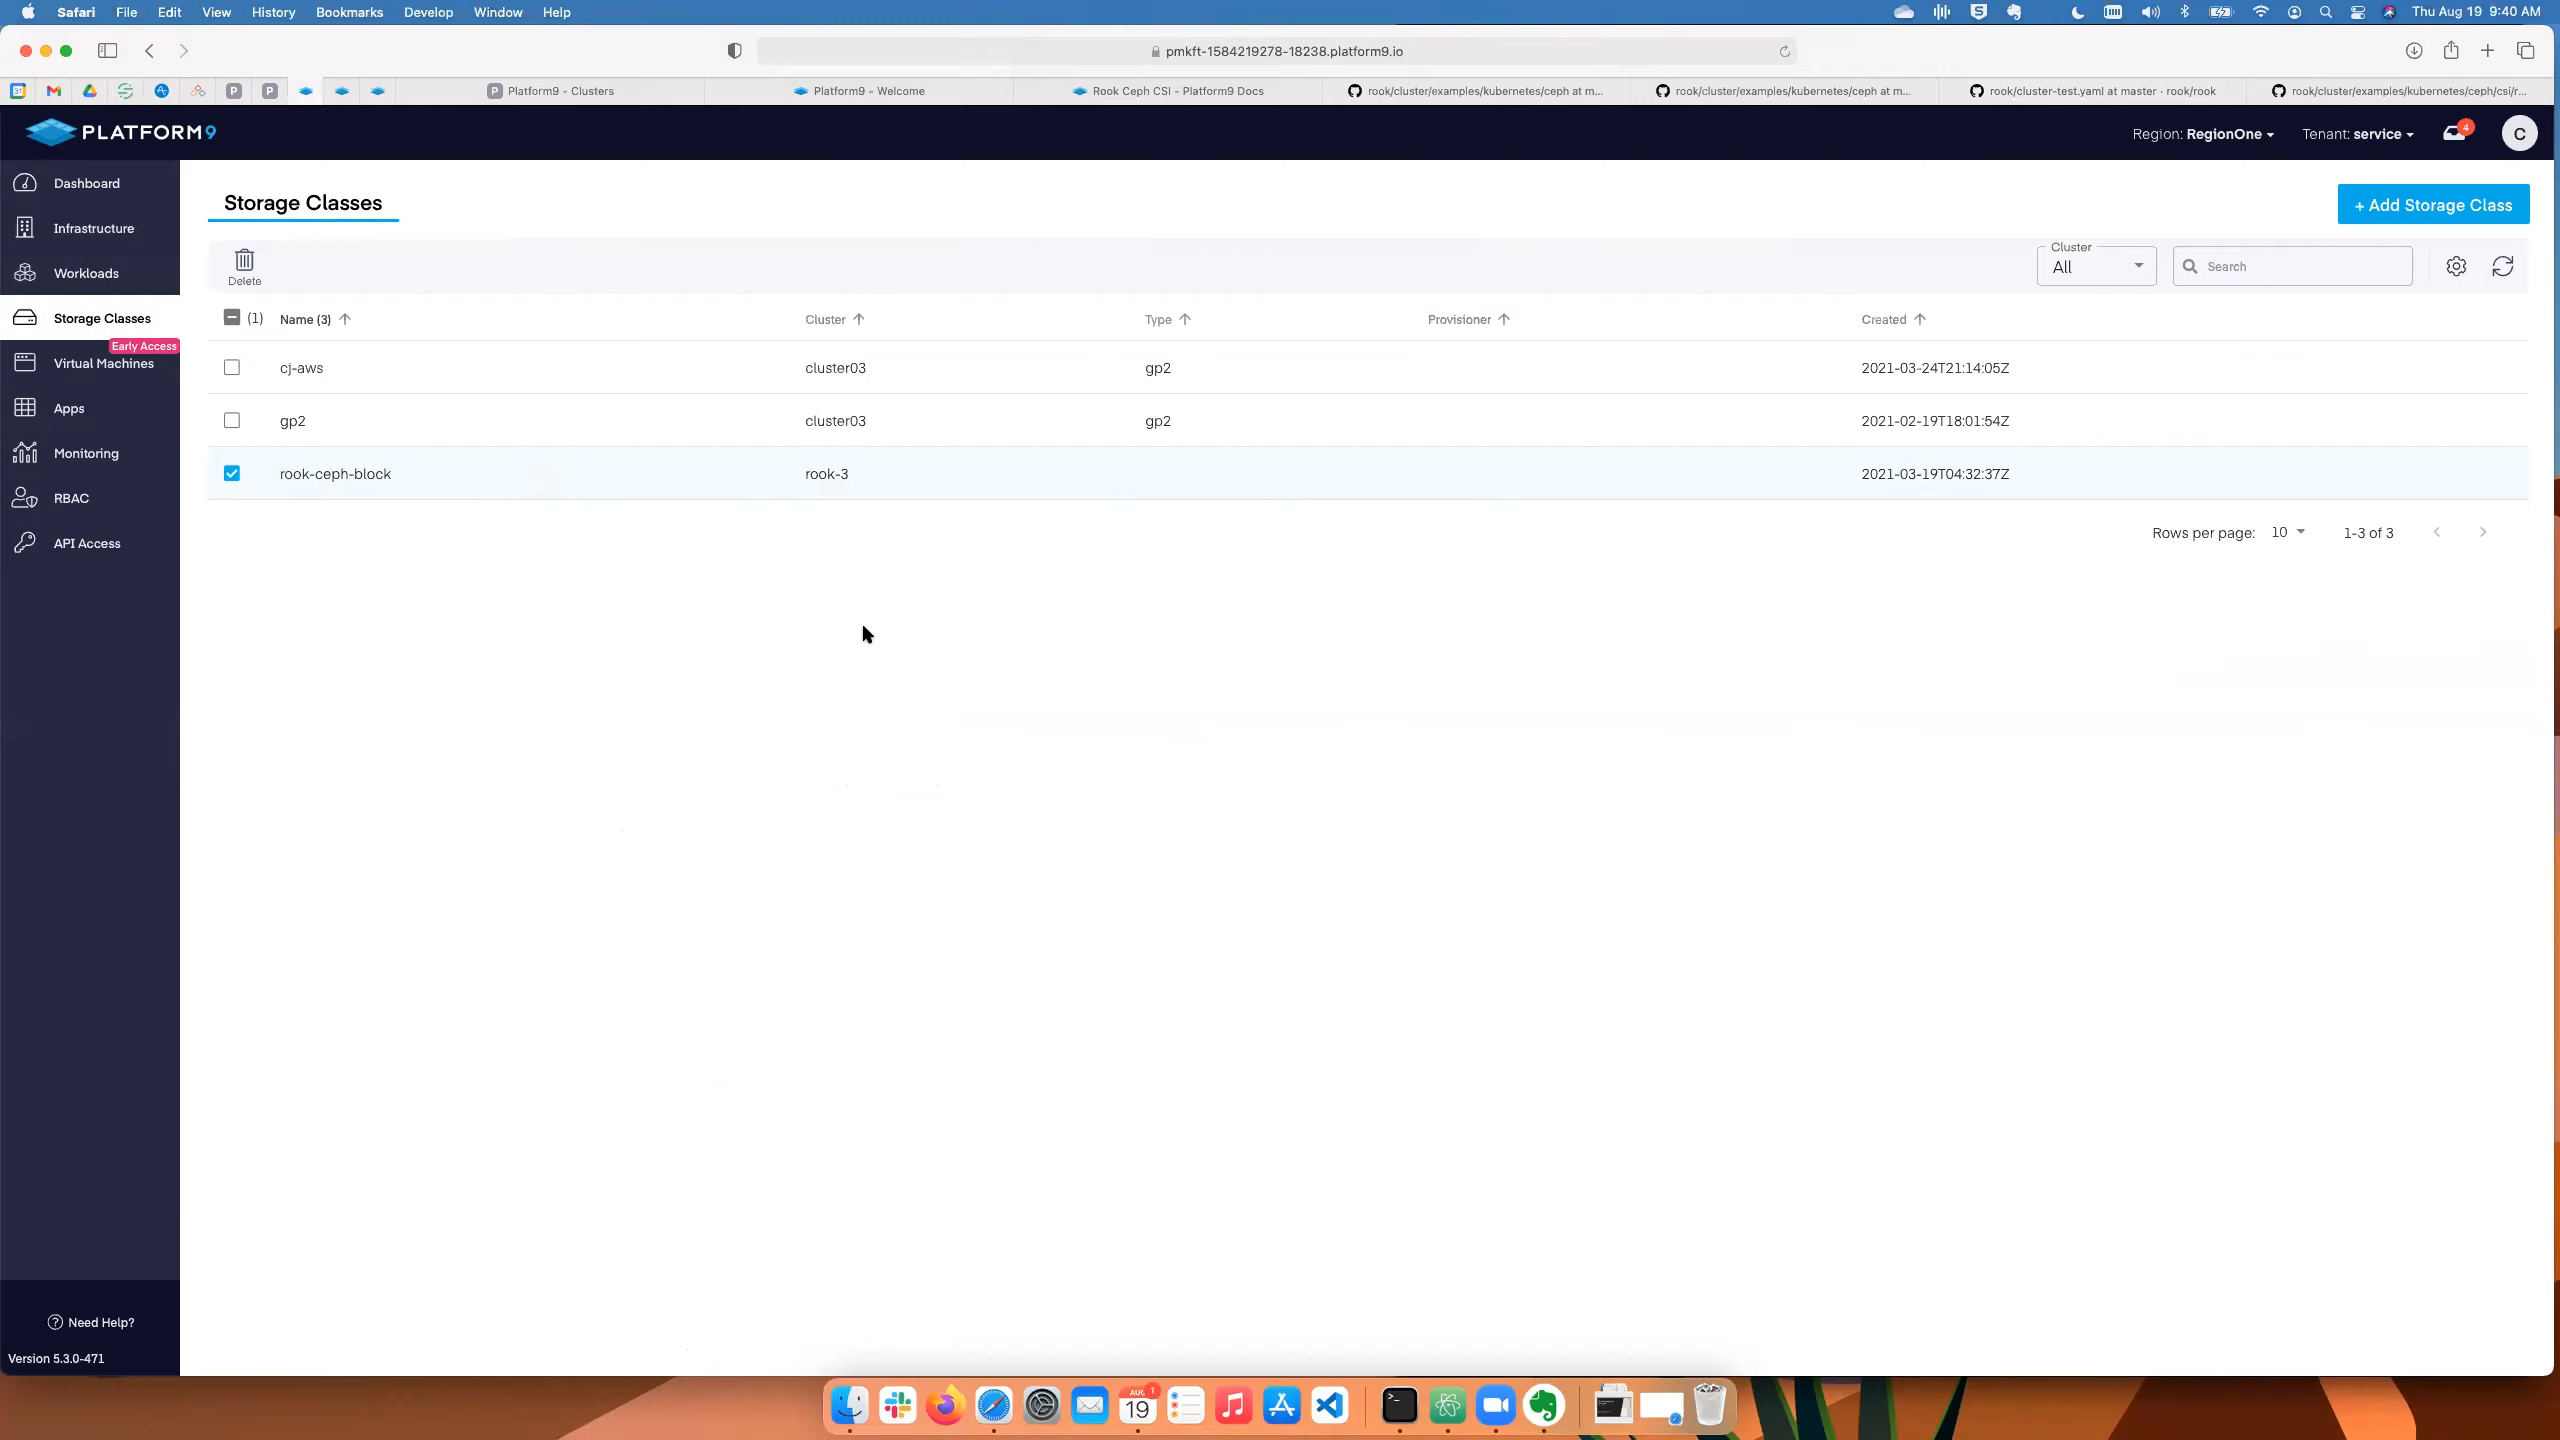 Safari File Edit View History Bookmarks Develop Window Help Thu Aug 19 9:40 AM
pmkft-1584219278-18238.platform9.io
Platform9 - Clusters Platform9 - Welcome Rook Ceph CSI - Platform9 Docs rook/cluster/examples/kubernetes/ceph at m... rook/cluster/examples/kubernetes/ceph at m... rook/cluster-test.yaml at master · rook/rook rook/cluster/examples/kubernetes/ceph/csi/r...
PLATFORM9 Region: RegionOne Tenant: service 4 C
Dashboard
Infrastructure
Workloads
Storage Classes
Early Access
Virtual Machines
Apps
Monitoring
RBAC
API Access
Need Help?
Version 5.3.0-471
Storage Classes + Add Storage Class
Delete
Cluster
All
Search
(1) Name (3) Cluster Type Provisioner Created
cj-aws cluster03 gp2 2021-03-24T21:14:05Z
gp2 cluster03 gp2 2021-02-19T18:01:54Z
rook-ceph-block rook-3 2021-03-19T04:32:37Z
Rows per page: 10 1-3 of 3
AUG 1
19